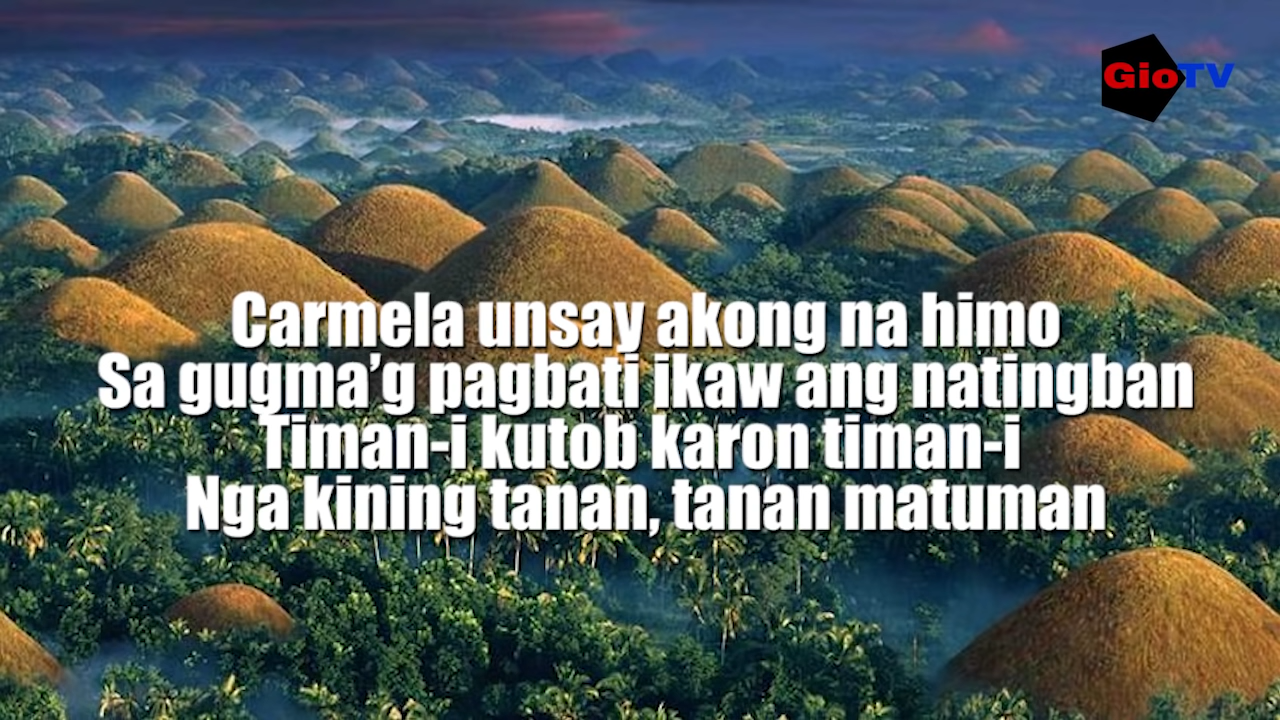 GioTV
Carmela unsay akong na himo
Sa gugma’g pagbati ikaw ang natingban
Timan-i kutob karon timan-i
Nga kining tanan, tanan matuman